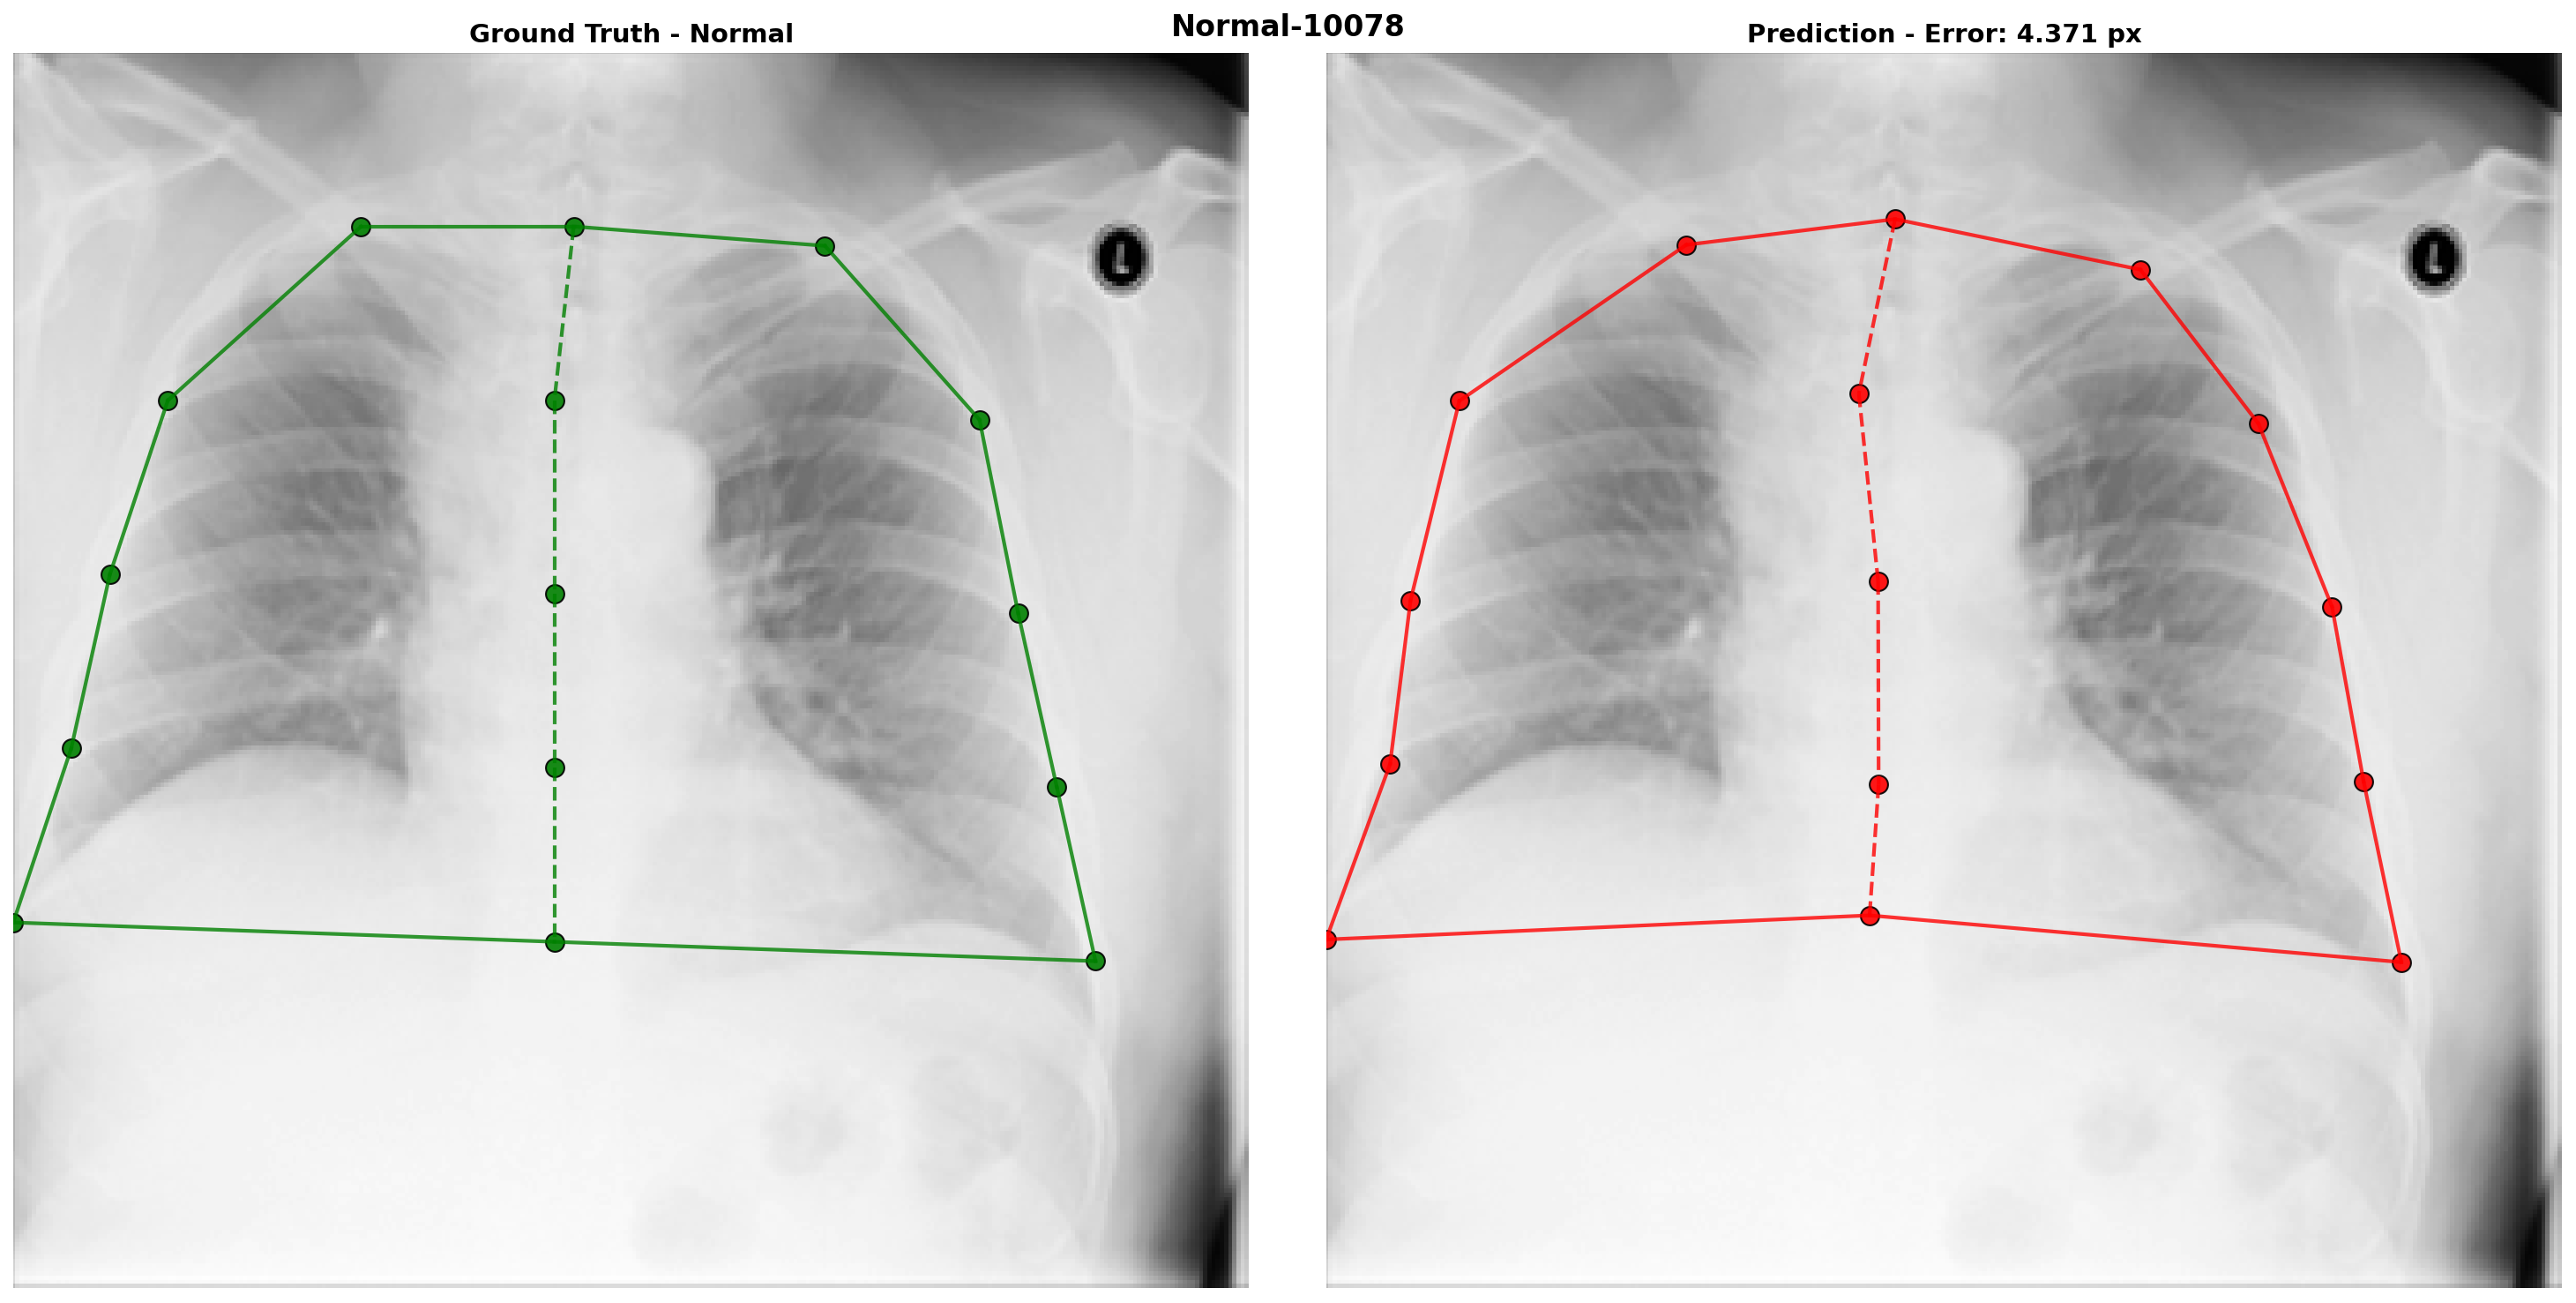 Normal-10078
Ground Truth - Normal
Prediction - Error: 4.371 px
L
L